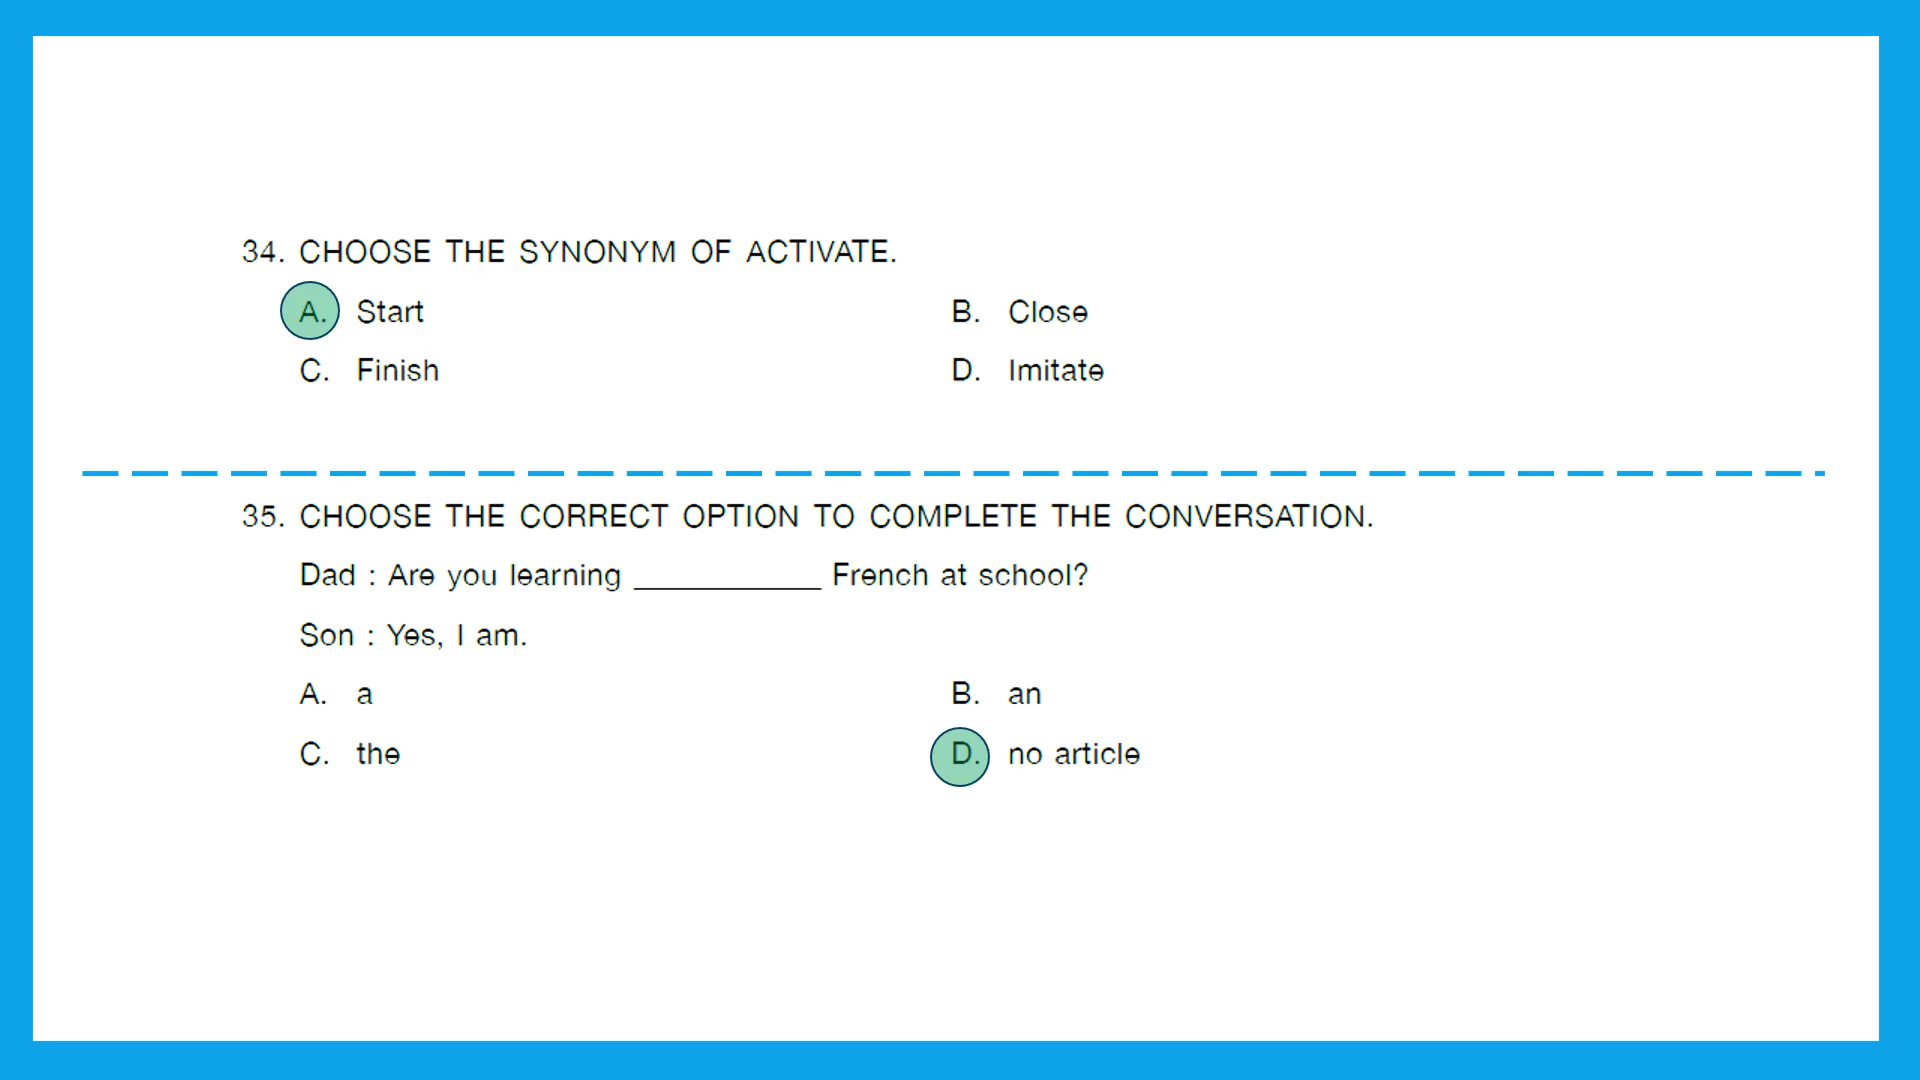 34. CHOOSE THE SYNONYM OF ACTIVATE.
A. Start B. Close
C. Finish D. Imitate
35. CHOOSE THE CORRECT OPTION TO COMPLETE THE CONVERSATION.
Dad : Are you learning ____________ French at school?
Son : Yes, I am.
A. a B. an
C. the D. no article